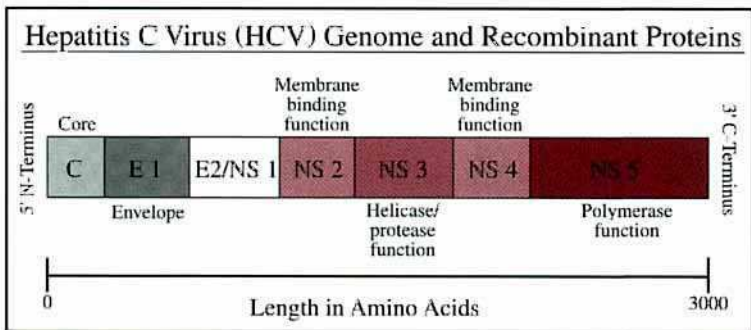 Hepatitis C Virus (HCV) Genome and Recombinant Proteins
Membrane
binding
function
Membrane
binding
function
Core
5' N-Terminus
C
E 1
E2/NS 1
NS 2
NS 3
NS 4
NS 5
3' C-Terminus
Envelope
Helicase/
protease
function
Polymerase
function
0
Length in Amino Acids
3000